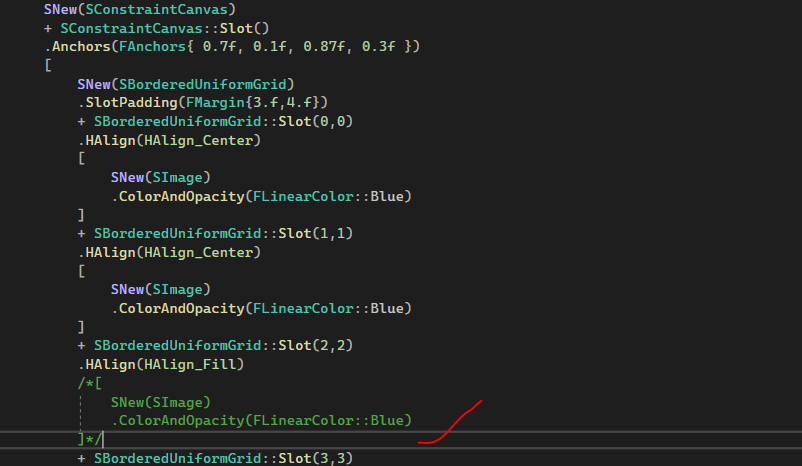 SNew(SConstraintCanvas)
+ SConstraintCanvas::Slot()
.Anchors(FAnchors{ 0.7f, 0.1f, 0.87f, 0.3f })
[
SNew(SBorderedUniformGrid)
.SlotPadding(FMargin{3.f,4.f})
+ SBorderedUniformGrid::Slot(0,0)
.HAlign(HAlign_Center)
[
SNew(SImage)
.ColorAndOpacity(FLinearColor::Blue)
]
+ SBorderedUniformGrid::Slot(1,1)
.HAlign(HAlign_Center)
[
SNew(SImage)
.ColorAndOpacity(FLinearColor::Blue)
]
+ SBorderedUniformGrid::Slot(2,2)
.HAlign(HAlign_Fill)
/*[
SNew(SImage)
.ColorAndOpacity(FLinearColor::Blue)
]*/
+ SBorderedUniformGrid::Slot(3,3)